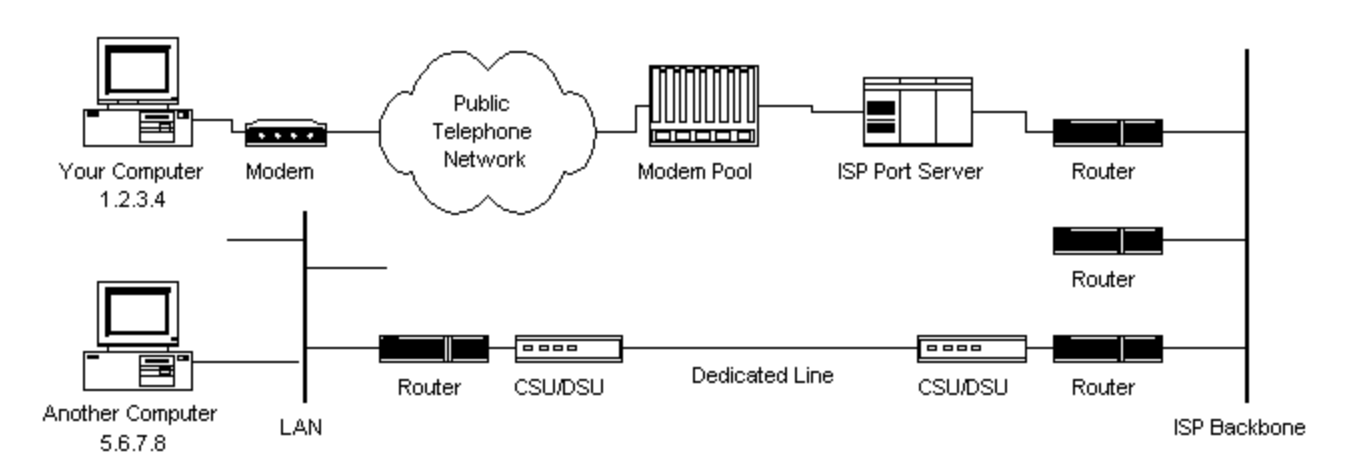 Public
Telephone
Network
Your Computer
1.2.3.4
Modem
Modem Pool
ISP Port Server
Router
Router
Another Computer
5.6.7.8
LAN
Router
CSU/DSU
Dedicated Line
CSU/DSU
Router
ISP Backbone